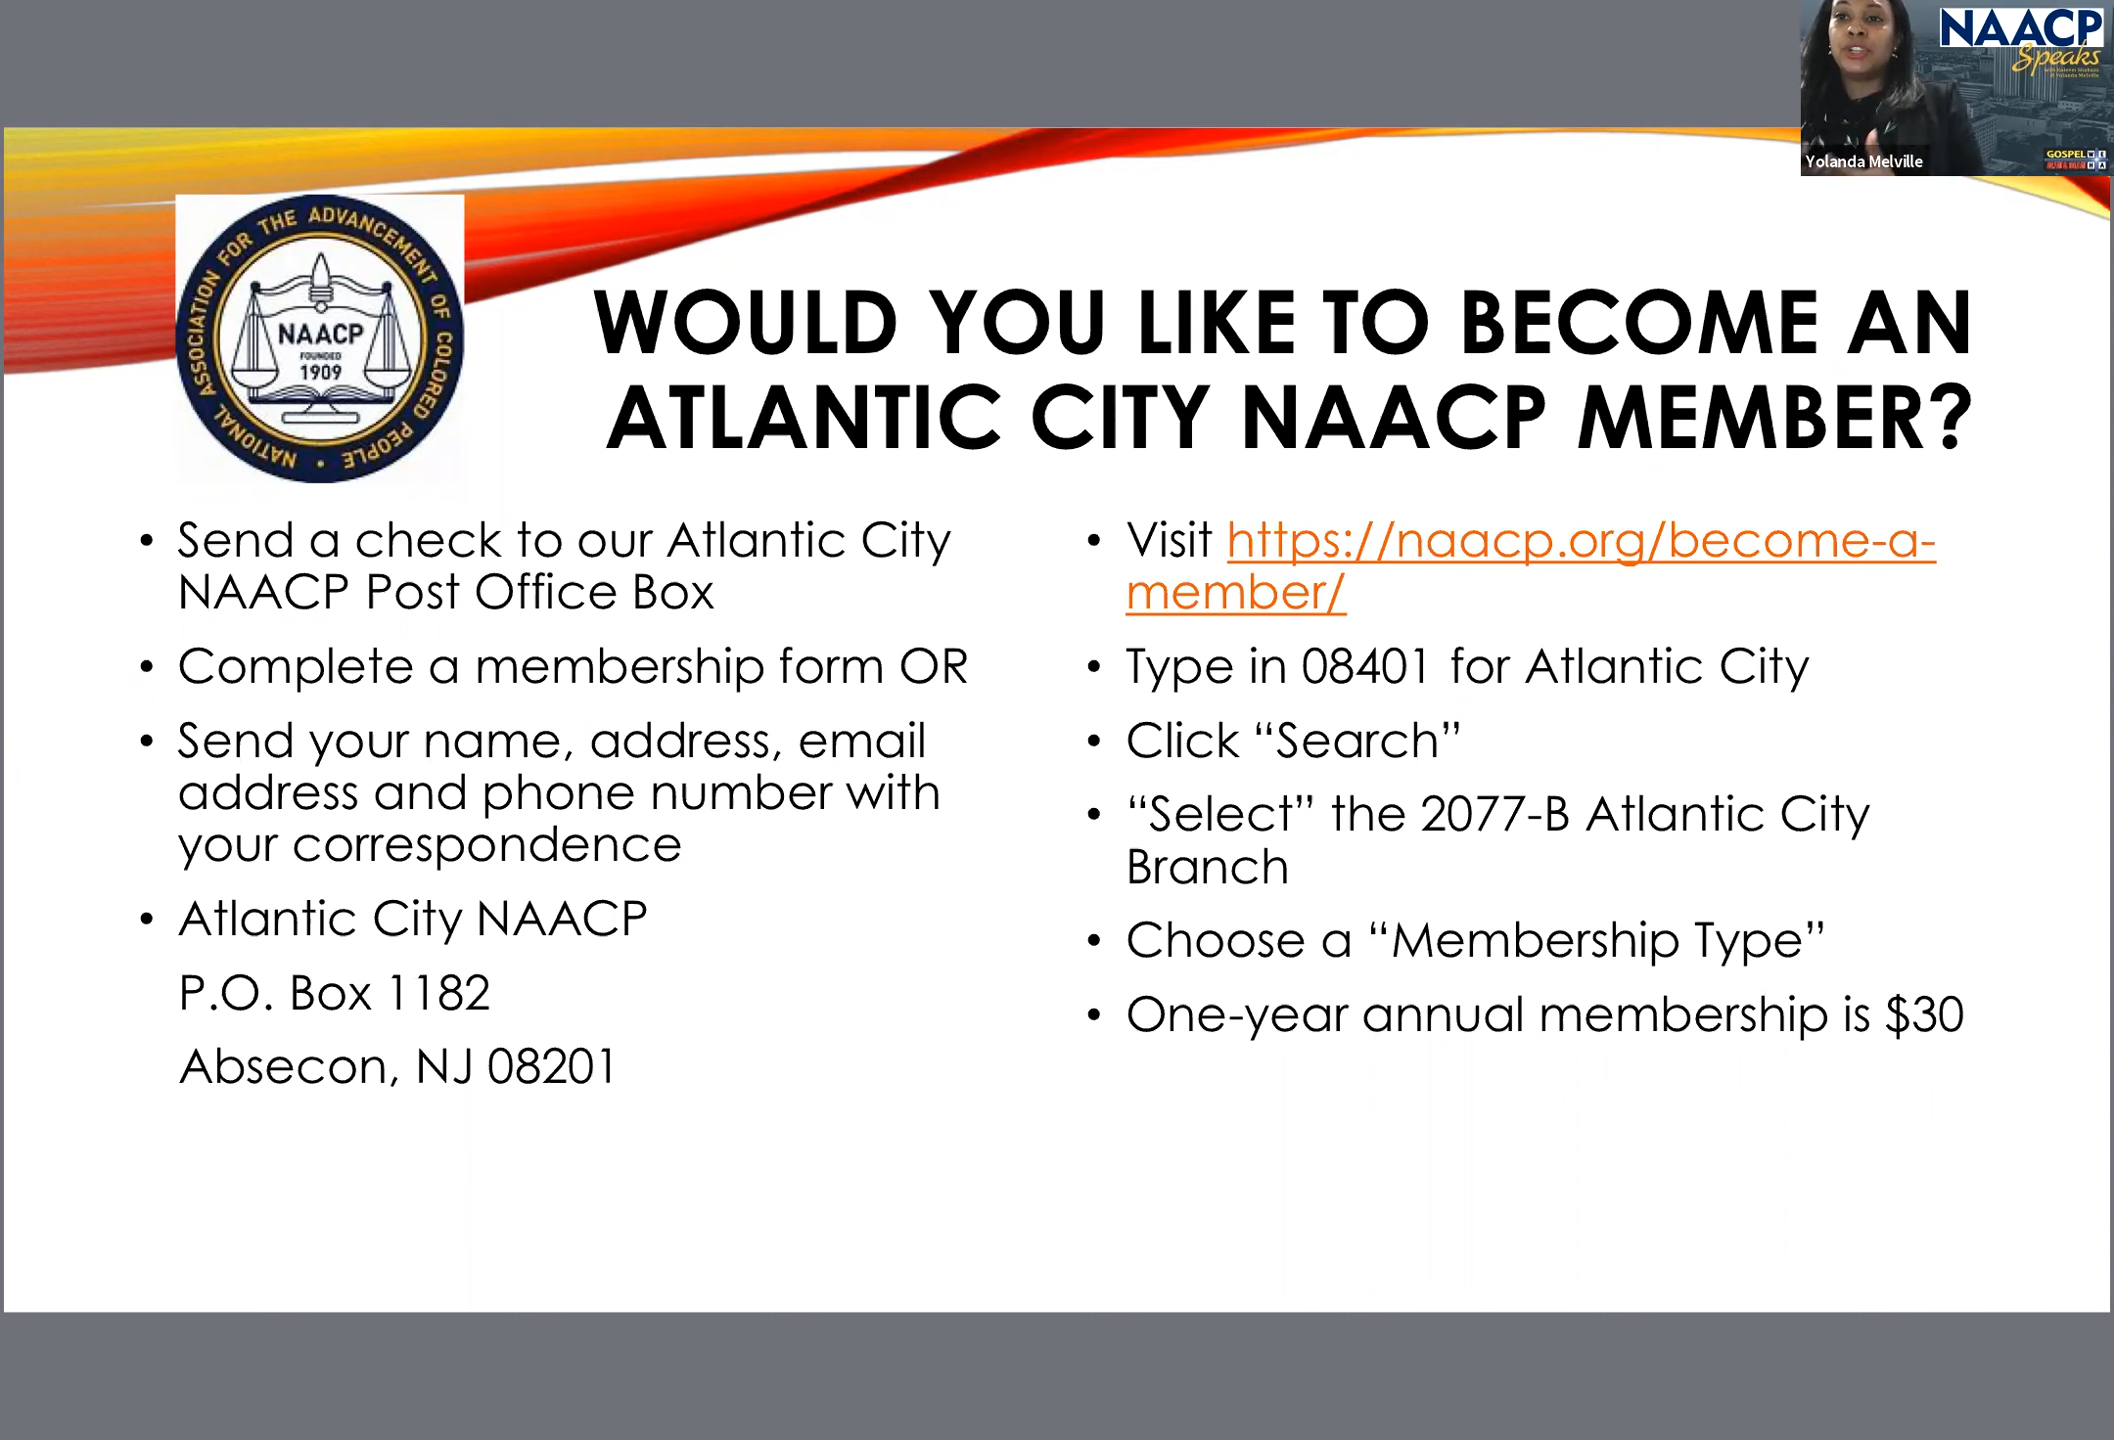 NAACP
Speaks
Yolanda Melville
GOSPEL
NATIONAL ASSOCIATION FOR THE ADVANCEMENT OF COLORED PEOPLE
NAACP
FOUNDED
1909
WOULD YOU LIKE TO BECOME AN
ATLANTIC CITY NAACP MEMBER?
• Send a check to our Atlantic City
NAACP Post Office Box
• Complete a membership form OR
• Send your name, address, email
address and phone number with
your correspondence
• Atlantic City NAACP
P.O. Box 1182
Absecon, NJ 08201
• Visit https://naacp.org/become-a-
member/
• Type in 08401 for Atlantic City
• Click “Search”
• “Select” the 2077-B Atlantic City
Branch
• Choose a “Membership Type”
• One-year annual membership is $30